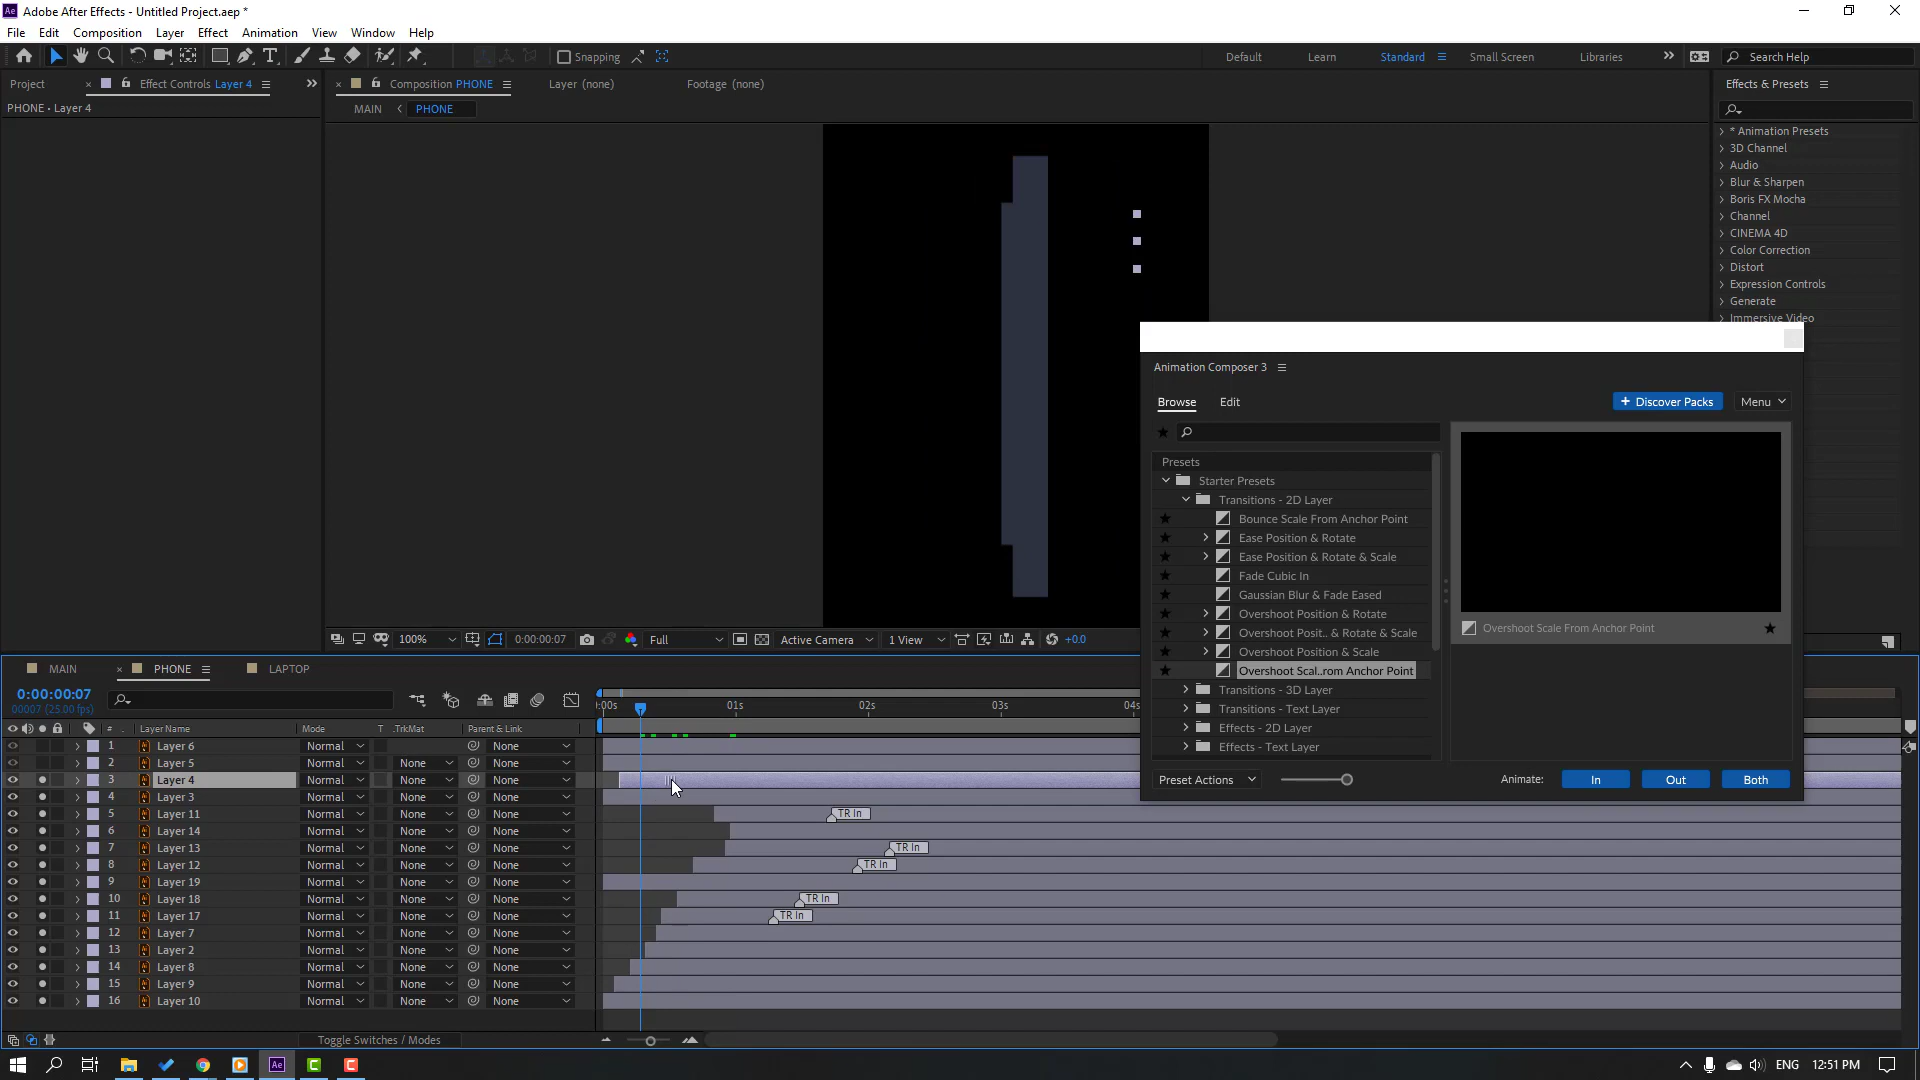 Adobe After Effects - Untitled Project.aep *
File Edit Composition Layer Effect Animation View Window Help
Snapping
Default Learn Standard Small Screen Libraries Search Help
Project Effect Controls Layer 4
Composition PHONE Layer (none) Footage (none)
Effects & Presets
PHONE • Layer 4
MAIN PHONE
* Animation Presets
3D Channel
Audio
Blur & Sharpen
Boris FX Mocha
Channel
CINEMA 4D
Color Correction
Distort
Expression Controls
Generate
Immersive Video
Animation Composer 3
Browse Edit
+ Discover Packs Menu
Presets
Starter Presets
Transitions - 2D Layer
Bounce Scale From Anchor Point
Ease Position & Rotate
Ease Position & Rotate & Scale
Fade Cubic In
Gaussian Blur & Fade Eased
Overshoot Position & Rotate
Overshoot Posit.. & Rotate & Scale
Overshoot Position & Scale
Overshoot Scal..rom Anchor Point
Transitions - 3D Layer
Transitions - Text Layer
Effects - 2D Layer
Effects - Text Layer
Overshoot Scale From Anchor Point
Preset Actions
Animate: In Out Both
100% 0:00:00:07 Full Active Camera 1 View +0.0
MAIN PHONE LAPTOP
0:00:00:07
00007 (25.00 fps)
:00s 01s 02s 03s 04s
# Layer Name Mode T .TrkMat Parent & Link
1 Layer 6 Normal None
2 Layer 5 Normal None None
3 Layer 4 Normal None None
4 Layer 3 Normal None None
5 Layer 11 Normal None None TR In
6 Layer 14 Normal None None
7 Layer 13 Normal None None TR In
8 Layer 12 Normal None None TR In
9 Layer 19 Normal None None
10 Layer 18 Normal None None TR In
11 Layer 17 Normal None None TR In
12 Layer 7 Normal None None
13 Layer 2 Normal None None
14 Layer 8 Normal None None
15 Layer 9 Normal None None
16 Layer 10 Normal None None
Toggle Switches / Modes
ENG 12:51 PM